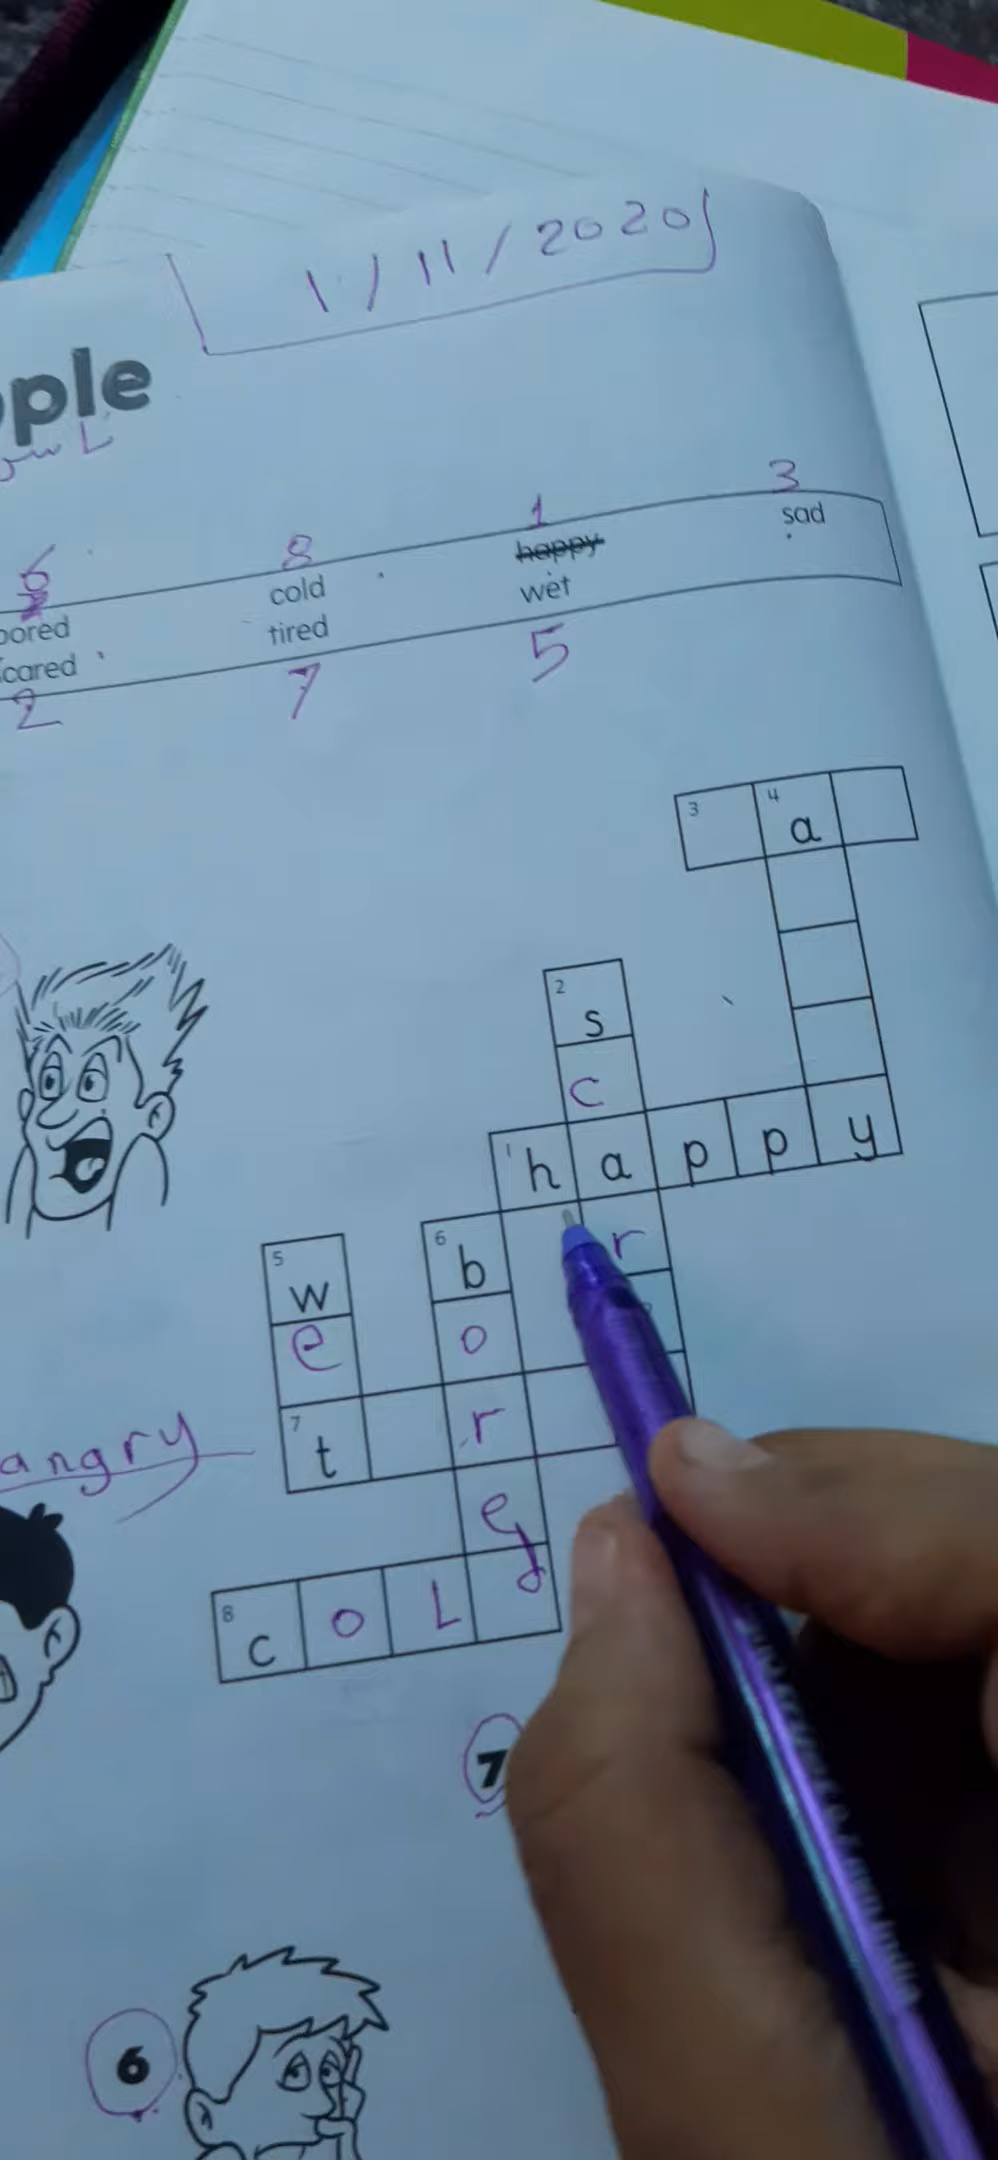 1/11/2020
ple
6 8 1 3
bored cold happy sad
cared tired wet
2 7 5
3 4 a
2 s
c
1 h a p p y
5 w 6 b r
e o
7 t r
angry
e
8 c o L d
7
6